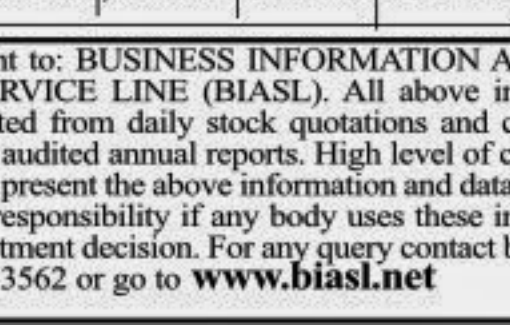 nt to: BUSINESS INFORMATION A
RVICE LINE (BIASL). All above in
ted from daily stock quotations and c
audited annual reports. High level of c
present the above information and data
responsibility if any body uses these in
tment decision. For any query contact b
3562 or go to www.biasl.net